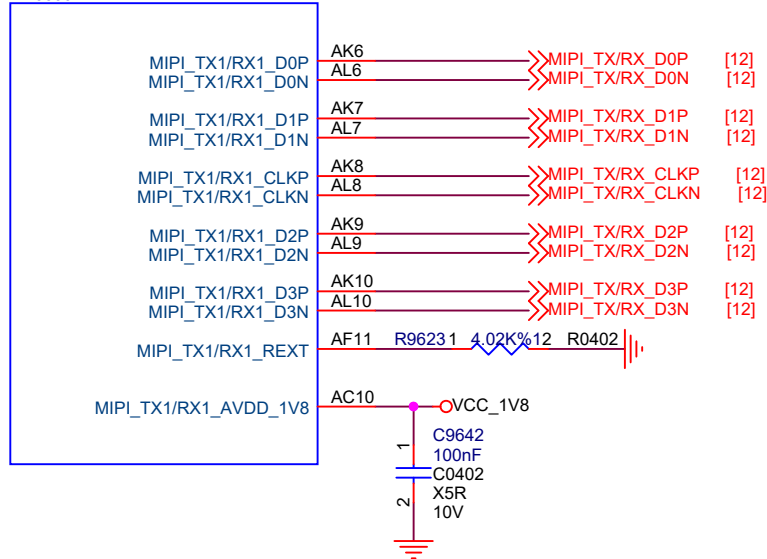 MIPI_TX1/RX1_D0P AK6 MIPI_TX/RX_D0P [12]
MIPI_TX1/RX1_D0N AL6 MIPI_TX/RX_D0N [12]
MIPI_TX1/RX1_D1P AK7 MIPI_TX/RX_D1P [12]
MIPI_TX1/RX1_D1N AL7 MIPI_TX/RX_D1N [12]
MIPI_TX1/RX1_CLKP AK8 MIPI_TX/RX_CLKP [12]
MIPI_TX1/RX1_CLKN AL8 MIPI_TX/RX_CLKN [12]
MIPI_TX1/RX1_D2P AK9 MIPI_TX/RX_D2P [12]
MIPI_TX1/RX1_D2N AL9 MIPI_TX/RX_D2N [12]
MIPI_TX1/RX1_D3P AK10 MIPI_TX/RX_D3P [12]
MIPI_TX1/RX1_D3N AL10 MIPI_TX/RX_D3N [12]
MIPI_TX1/RX1_REXT AF11 R9623 1 4.02K%1 2 R0402
MIPI_TX1/RX1_AVDD_1V8 AC10 VCC_1V8
1
C9642
100nF
C0402
X5R
2
10V